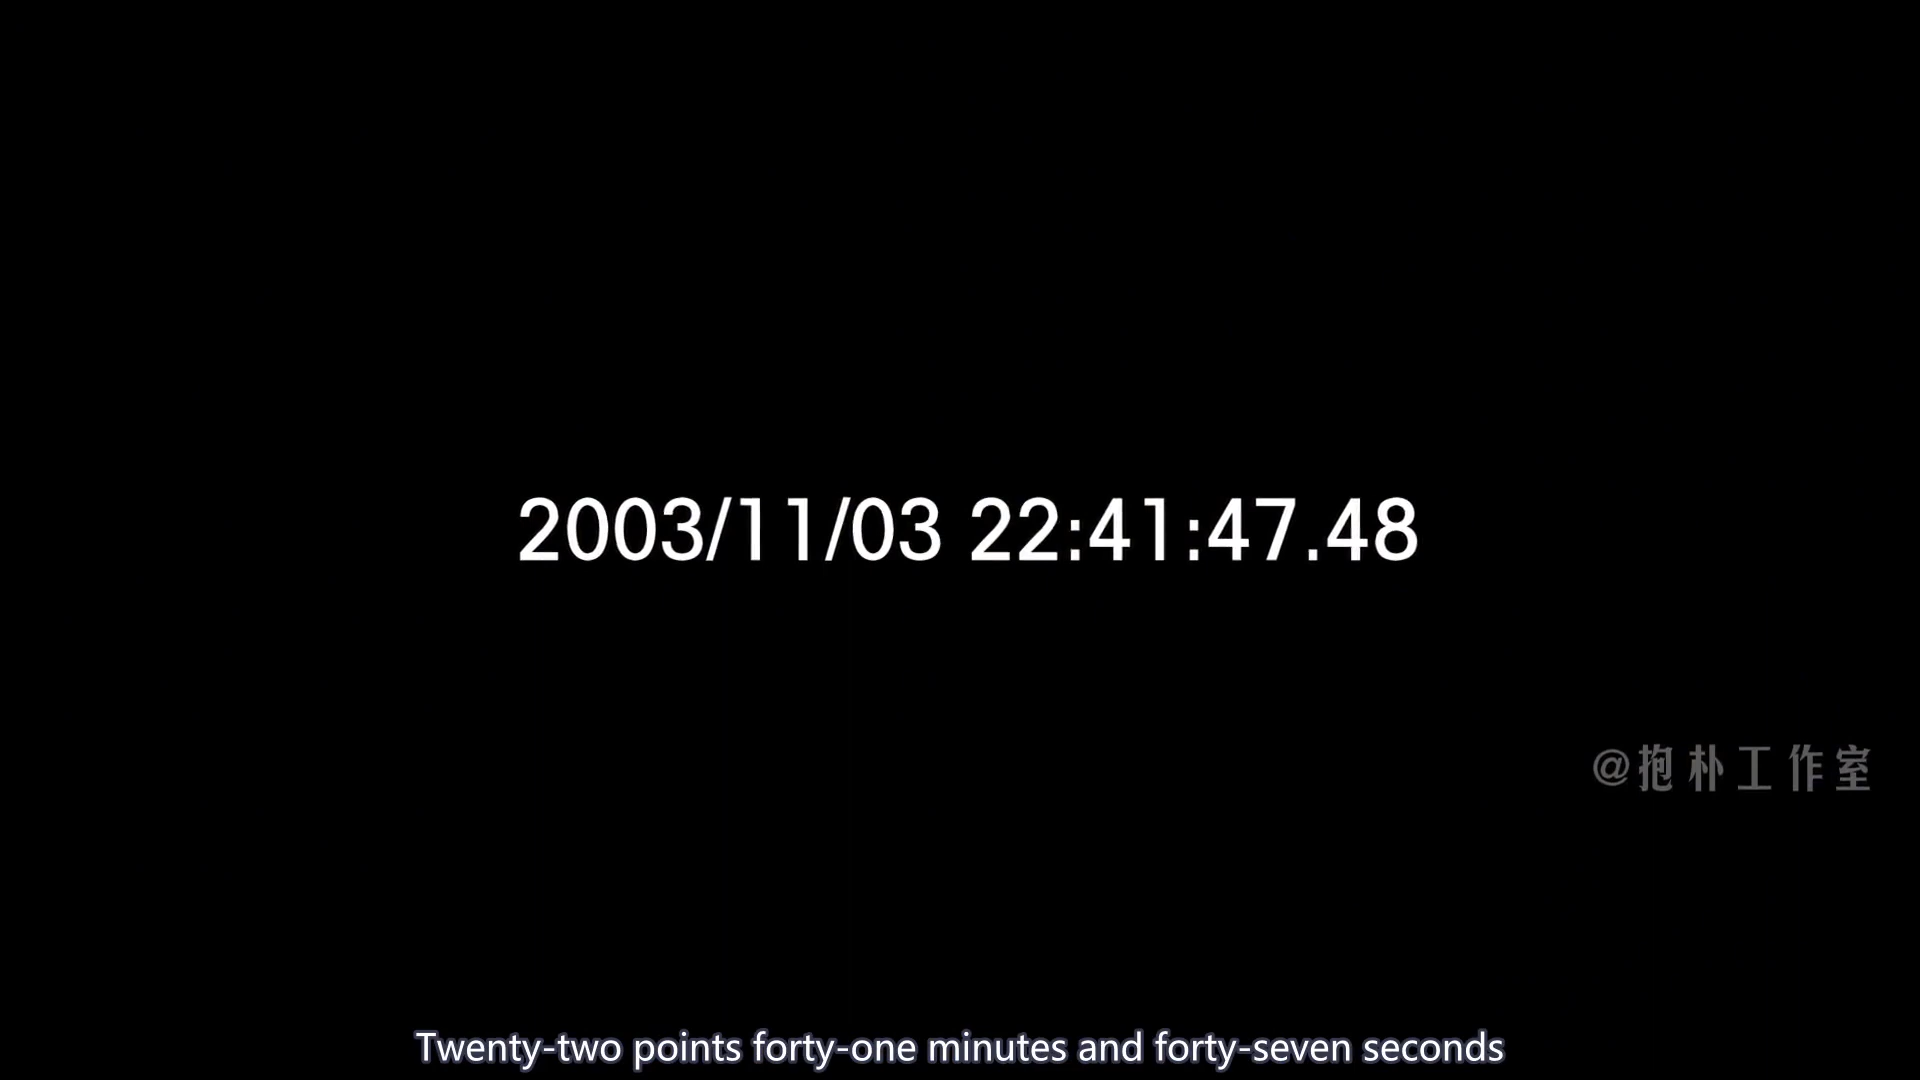 2003/11/03 22:41:47.48
@抱朴工作室
Twenty-two points forty-one minutes and forty-seven seconds